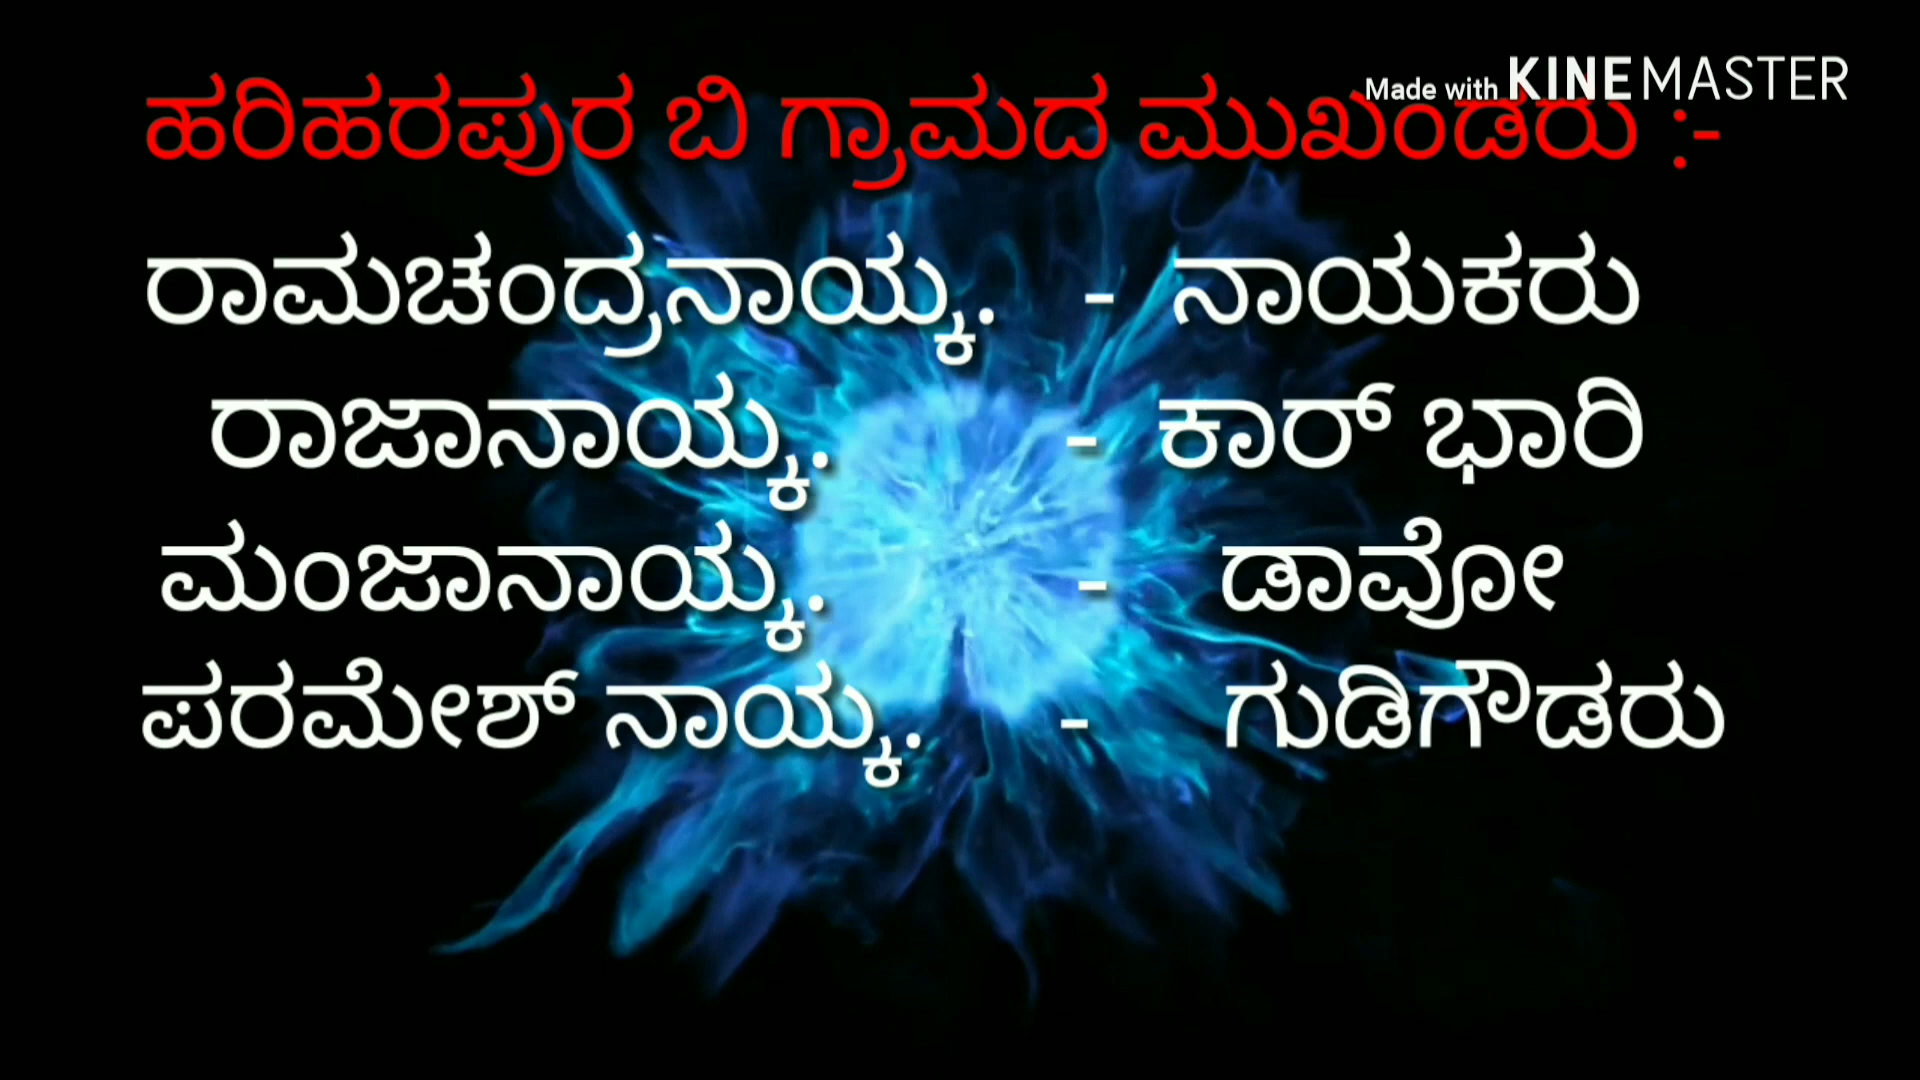 Made with KINEMASTER
ಹರಿಹರಪುರ ಬಿ ಗ್ರಾಮದ ಮುಖಂಡರು :-
ರಾಮಚಂದ್ರನಾಯ್ಕ. - ನಾಯಕರು
ರಾಜಾನಾಯ್ಕ. - ಕಾರ್ ಭಾರಿ
ಮಂಜಾನಾಯ್ಕ. - ಡಾವೋ
ಪರಮೇಶ್ ನಾಯ್ಕ. - ಗುಡಿಗೌಡರು